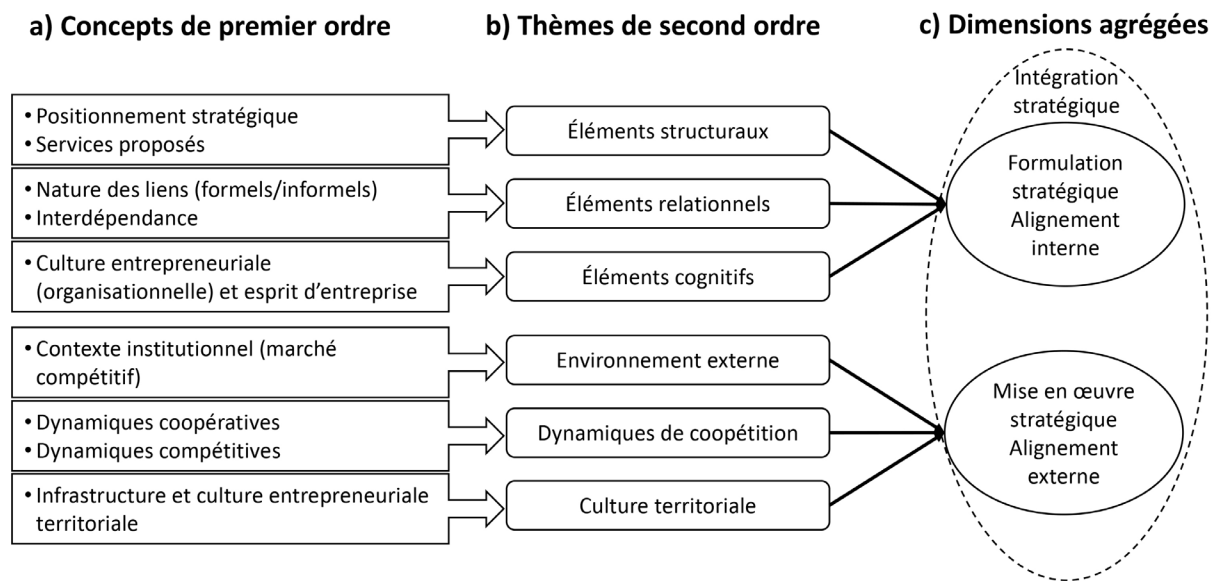 a) Concepts de premier ordre
b) Thèmes de second ordre
c) Dimensions agrégées
• Positionnement stratégique
• Services proposés
• Nature des liens (formels/informels)
• Interdépendance
• Culture entrepreneuriale
(organisationnelle) et esprit d’entreprise
• Contexte institutionnel (marché
compétitif)
• Dynamiques coopératives
• Dynamiques compétitives
• Infrastructure et culture entrepreneuriale
territoriale
Éléments structuraux
Éléments relationnels
Éléments cognitifs
Environnement externe
Dynamiques de coopétition
Culture territoriale
Intégration
stratégique
Formulation
stratégique
Alignement
interne
Mise en œuvre
stratégique
Alignement
externe